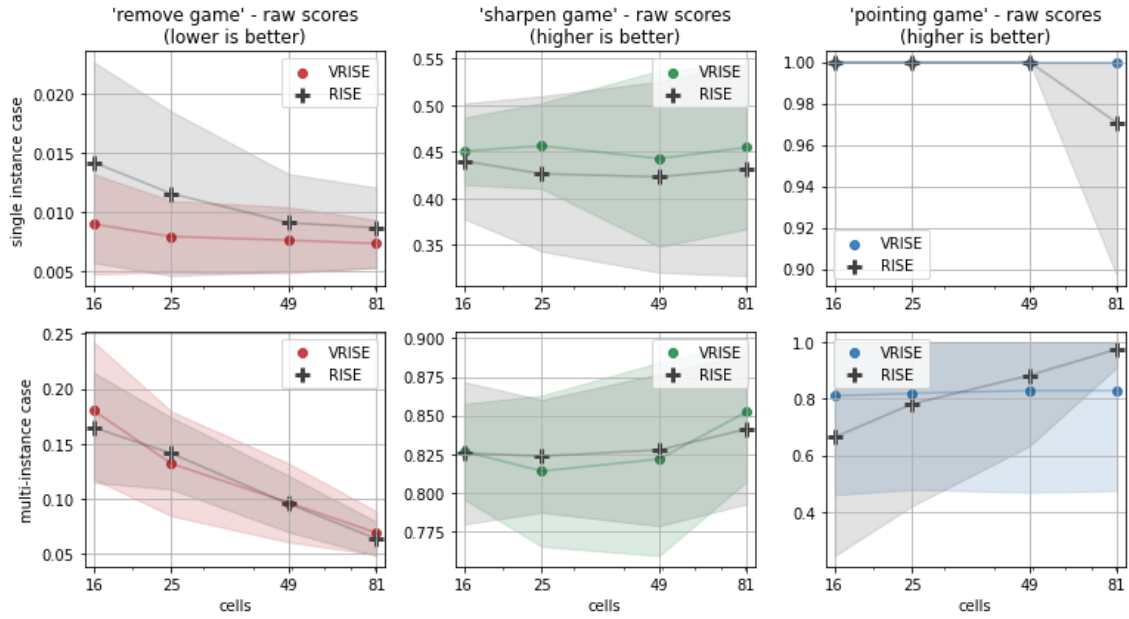 'remove game' - raw scores
(lower is better)
'sharpen game' - raw scores
(higher is better)
'pointing game' - raw scores
(higher is better)
single instance case
0.020
0.015
0.010
0.005
VRISE
RISE
16
25
49
81
0.55
0.50
0.45
0.40
0.35
VRISE
RISE
16
25
49
81
1.00
0.98
0.96
0.94
0.92
0.90
VRISE
RISE
16
25
49
81
multi-instance case
0.25
0.20
0.15
0.10
0.05
VRISE
RISE
16
25
49
81
cells
0.900
0.875
0.850
0.825
0.800
0.775
VRISE
RISE
16
25
49
81
cells
1.0
0.8
0.6
0.4
VRISE
RISE
16
25
49
81
cells